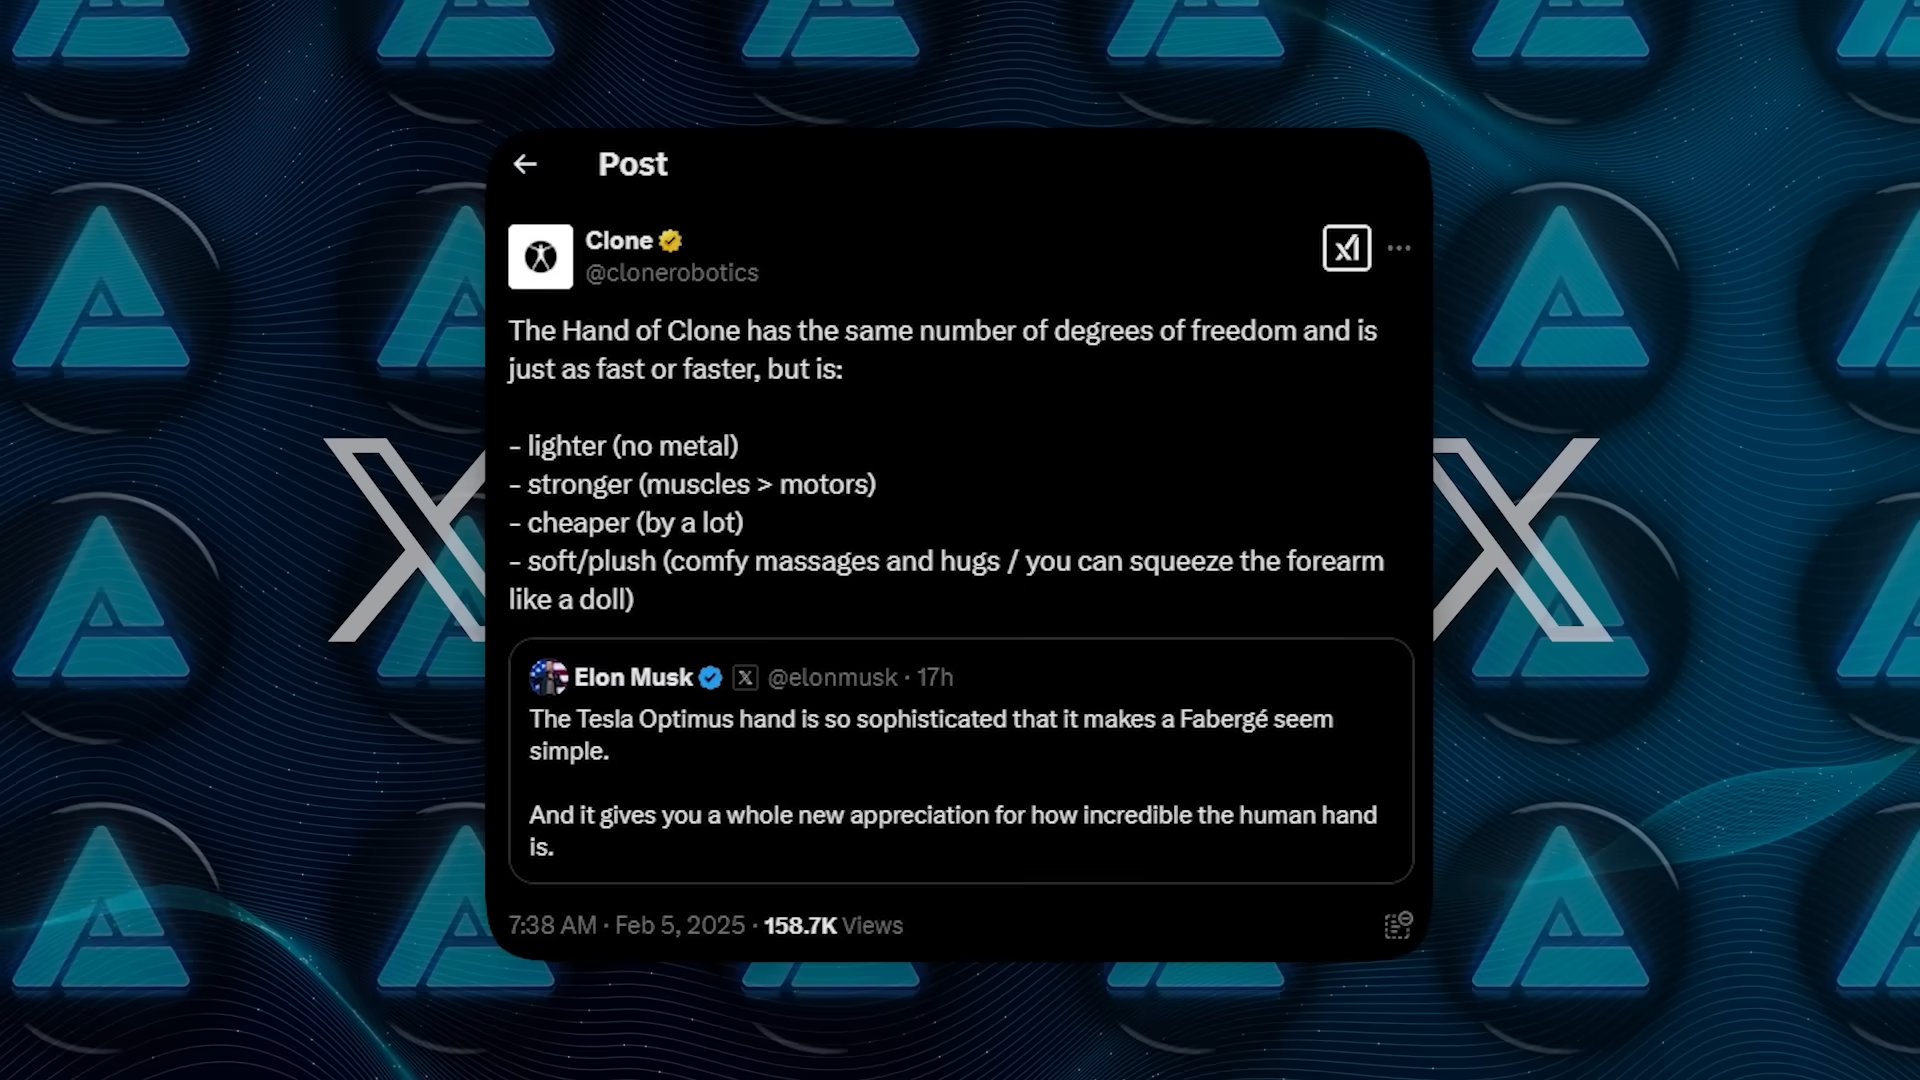 Post
Clone
@clonerobotics
The Hand of Clone has the same number of degrees of freedom and is
just as fast or faster, but is:
- lighter (no metal)
- stronger (muscles > motors)
- cheaper (by a lot)
- soft/plush (comfy massages and hugs / you can squeeze the forearm
like a doll)
Elon Musk X @elonmusk · 17h
The Tesla Optimus hand is so sophisticated that it makes a Fabergé seem
simple.
And it gives you a whole new appreciation for how incredible the human hand
is.
7:38 AM · Feb 5, 2025 · 158.7K Views